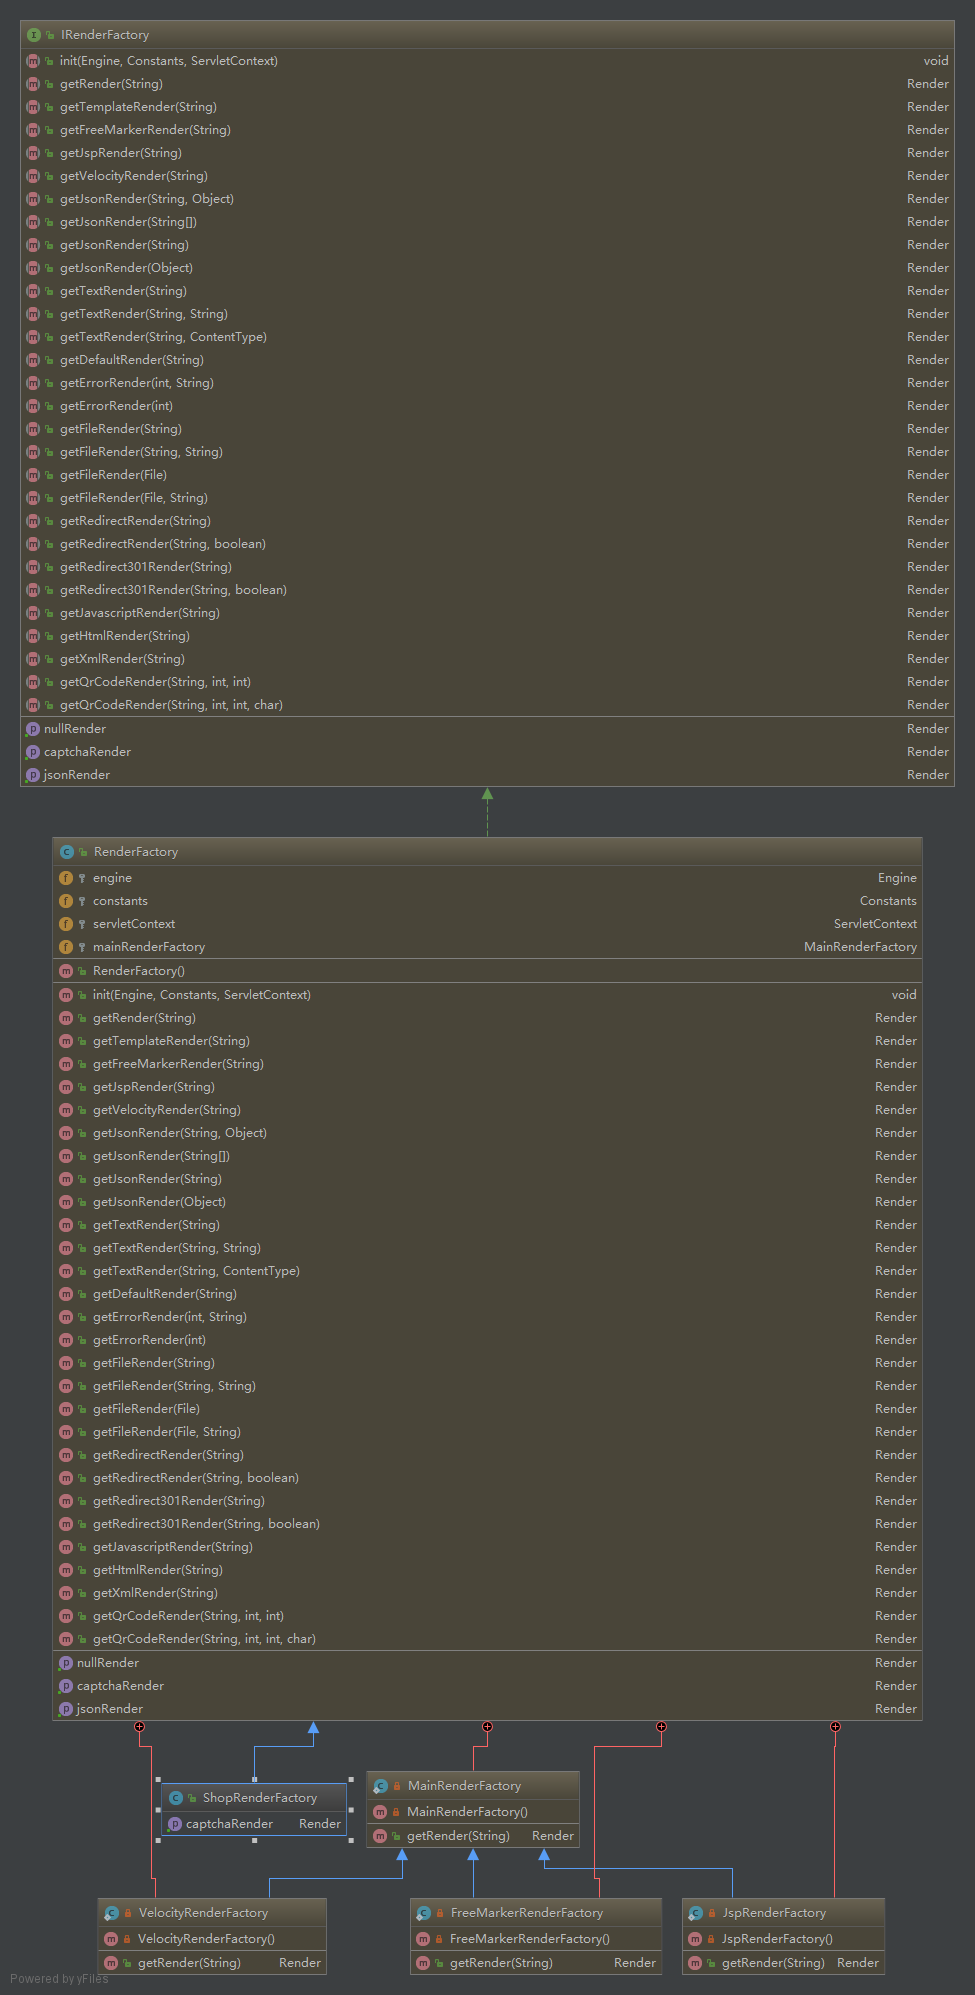 IRenderFactory
init(Engine, Constants, ServletContext) void
getRender(String) Render
getTemplateRender(String) Render
getFreeMarkerRender(String) Render
getJspRender(String) Render
getVelocityRender(String) Render
getJsonRender(String, Object) Render
getJsonRender(String[]) Render
getJsonRender(String) Render
getJsonRender(Object) Render
getTextRender(String) Render
getTextRender(String, String) Render
getTextRender(String, ContentType) Render
getDefaultRender(String) Render
getErrorRender(int, String) Render
getErrorRender(int) Render
getFileRender(String) Render
getFileRender(String, String) Render
getFileRender(File) Render
getFileRender(File, String) Render
getRedirectRender(String) Render
getRedirectRender(String, boolean) Render
getRedirect301Render(String) Render
getRedirect301Render(String, boolean) Render
getJavascriptRender(String) Render
getHtmlRender(String) Render
getXmlRender(String) Render
getQrCodeRender(String, int, int) Render
getQrCodeRender(String, int, int, char) Render
nullRender Render
captchaRender Render
jsonRender Render
RenderFactory
engine Engine
constants Constants
servletContext ServletContext
mainRenderFactory MainRenderFactory
RenderFactory()
init(Engine, Constants, ServletContext) void
getRender(String) Render
getTemplateRender(String) Render
getFreeMarkerRender(String) Render
getJspRender(String) Render
getVelocityRender(String) Render
getJsonRender(String, Object) Render
getJsonRender(String[]) Render
getJsonRender(String) Render
getJsonRender(Object) Render
getTextRender(String) Render
getTextRender(String, String) Render
getTextRender(String, ContentType) Render
getDefaultRender(String) Render
getErrorRender(int, String) Render
getErrorRender(int) Render
getFileRender(String) Render
getFileRender(String, String) Render
getFileRender(File) Render
getFileRender(File, String) Render
getRedirectRender(String) Render
getRedirectRender(String, boolean) Render
getRedirect301Render(String) Render
getRedirect301Render(String, boolean) Render
getJavascriptRender(String) Render
getHtmlRender(String) Render
getXmlRender(String) Render
getQrCodeRender(String, int, int) Render
getQrCodeRender(String, int, int, char) Render
nullRender Render
captchaRender Render
jsonRender Render
ShopRenderFactory
captchaRender Render
MainRenderFactory
MainRenderFactory()
getRender(String) Render
VelocityRenderFactory
VelocityRenderFactory()
getRender(String) Render
FreeMarkerRenderFactory
FreeMarkerRenderFactory()
getRender(String) Render
JspRenderFactory
JspRenderFactory()
getRender(String) Render
Powered by yFiles